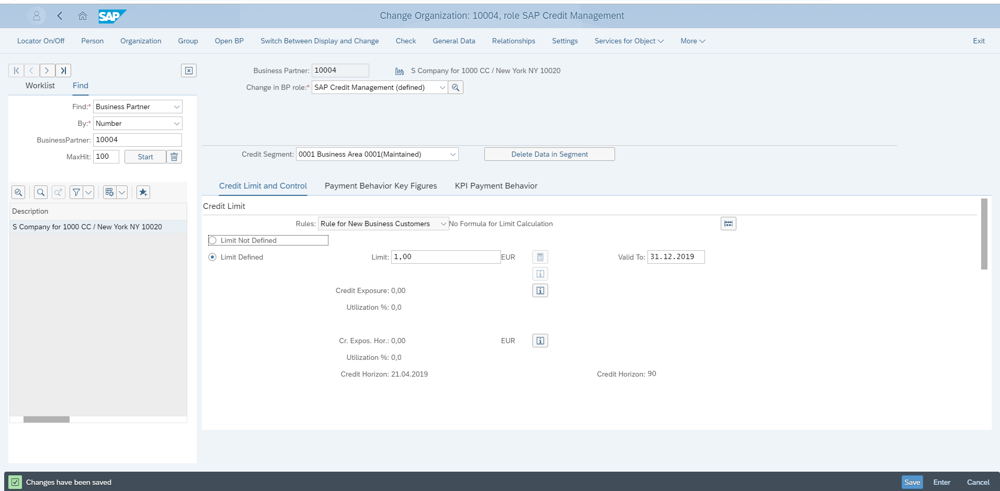 SAP
Change Organization: 10004, role SAP Credit Management
Locator On/Off Person Organization Group Open BP Switch Between Display and Change Check General Data Relationships Settings Services for Object More Exit
Worklist Find
Find:* Business Partner
By:* Number
BusinessPartner: 10004
MaxHit: 100 Start
Description
S Company for 1000 CC / New York NY 10020
Business Partner: 10004 S Company for 1000 CC / New York NY 10020
Change in BP role:* SAP Credit Management (defined)
Credit Segment: 0001 Business Area 0001(Maintained) Delete Data in Segment
Credit Limit and Control Payment Behavior Key Figures KPI Payment Behavior
Credit Limit
Rules: Rule for New Business Customers No Formula for Limit Calculation
Limit Not Defined
Limit Defined Limit: 1,00 EUR Valid To: 31.12.2019
Credit Exposure: 0,00
Utilization %: 0,0
Cr. Expos. Hor.: 0,00 EUR
Utilization %: 0,0
Credit Horizon: 21.04.2019 Credit Horizon: 90
Changes have been saved Save Enter Cancel